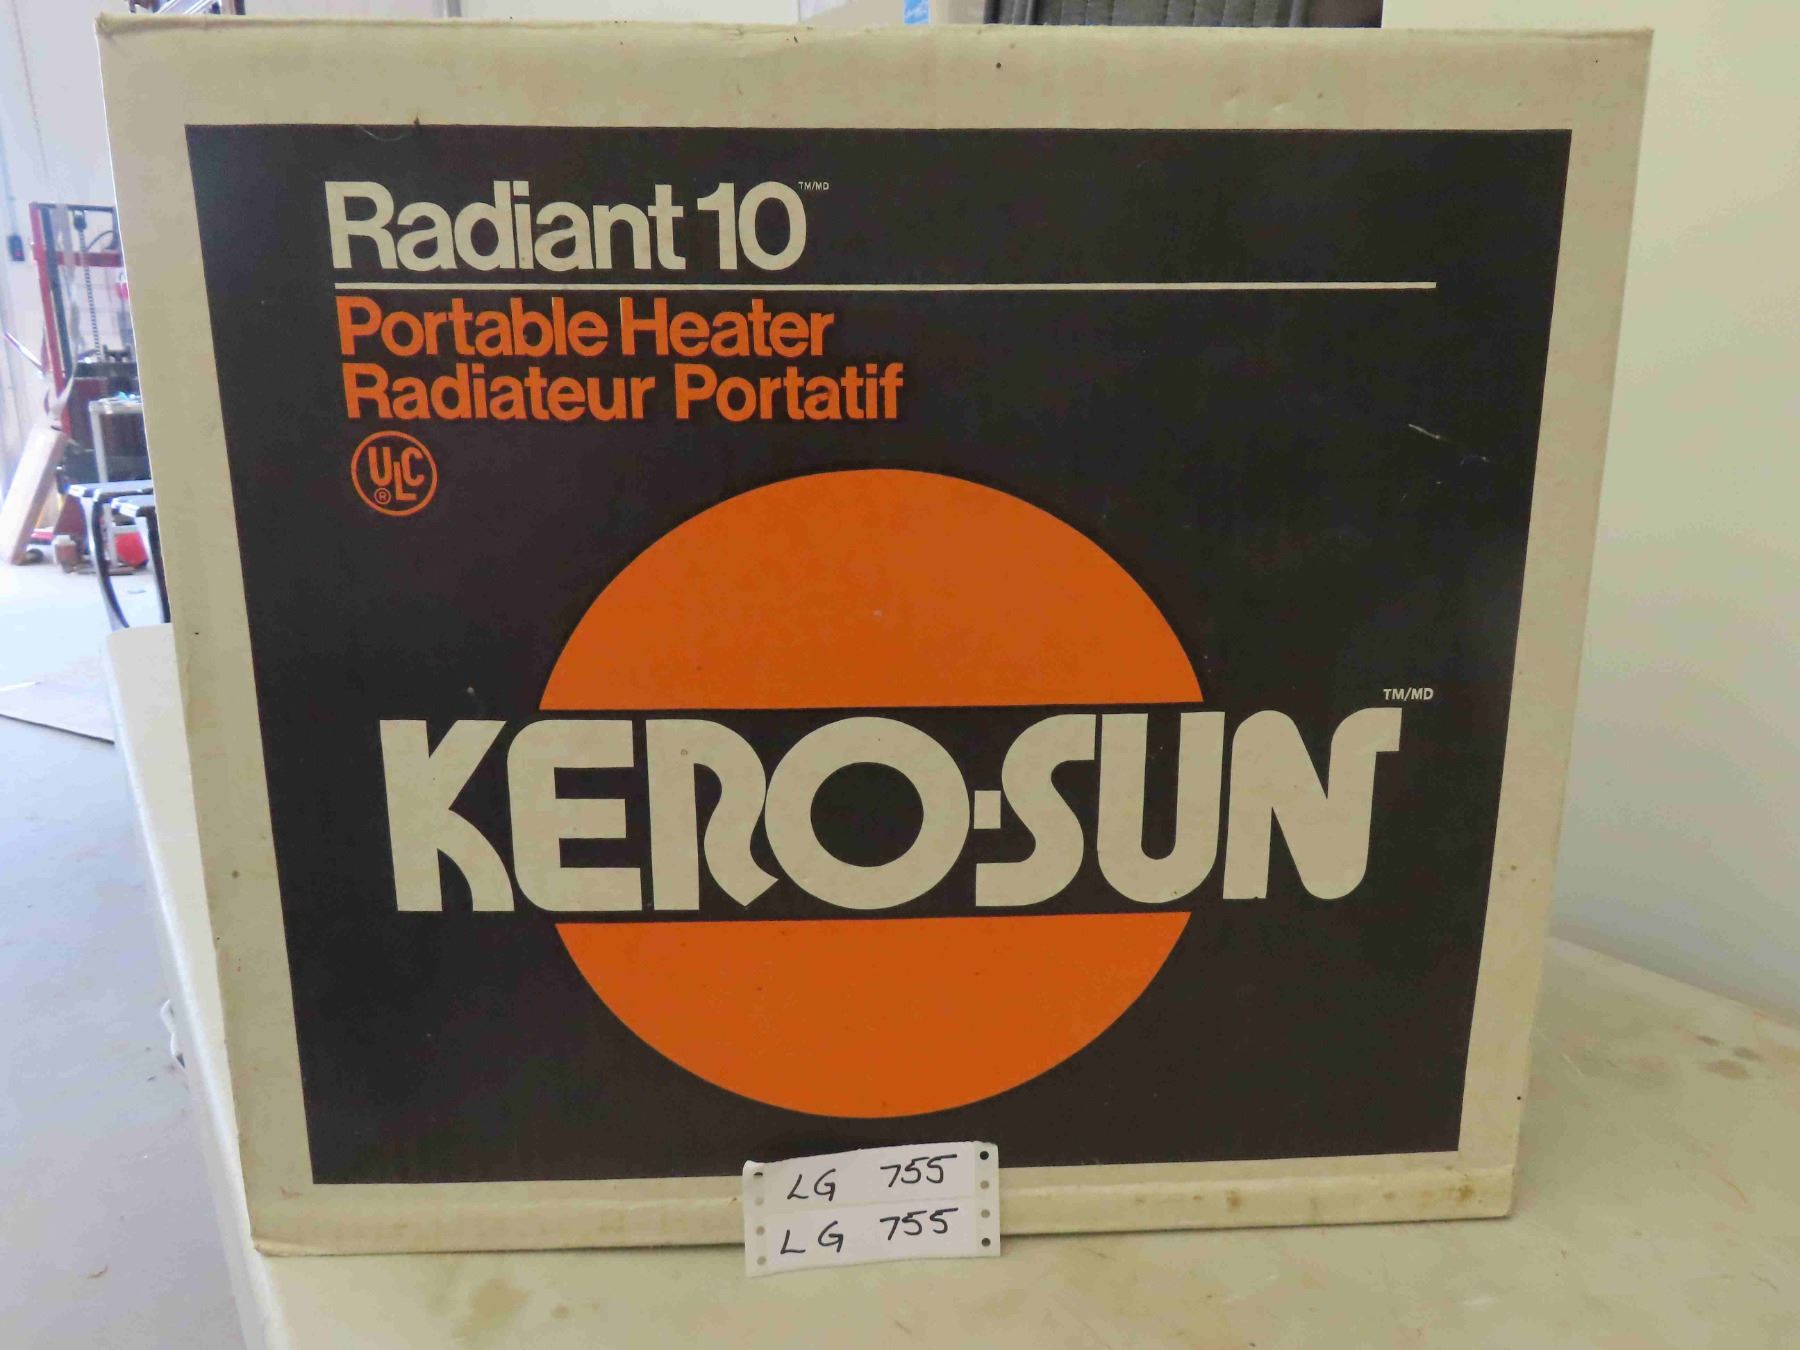 Radiant 10 TM/MD
Portable Heater
Radiateur Portatif
ULC
®
TM/MD
KERO-SUN
LG 755
LG 755